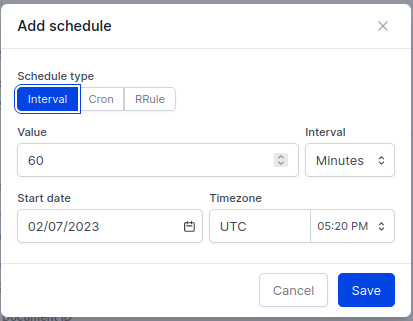 Add schedule
Schedule type
Interval Cron RRule
Value Interval
60 Minutes
Start date Timezone
02/07/2023 UTC 05:20 PM
Cancel Save
Document ID